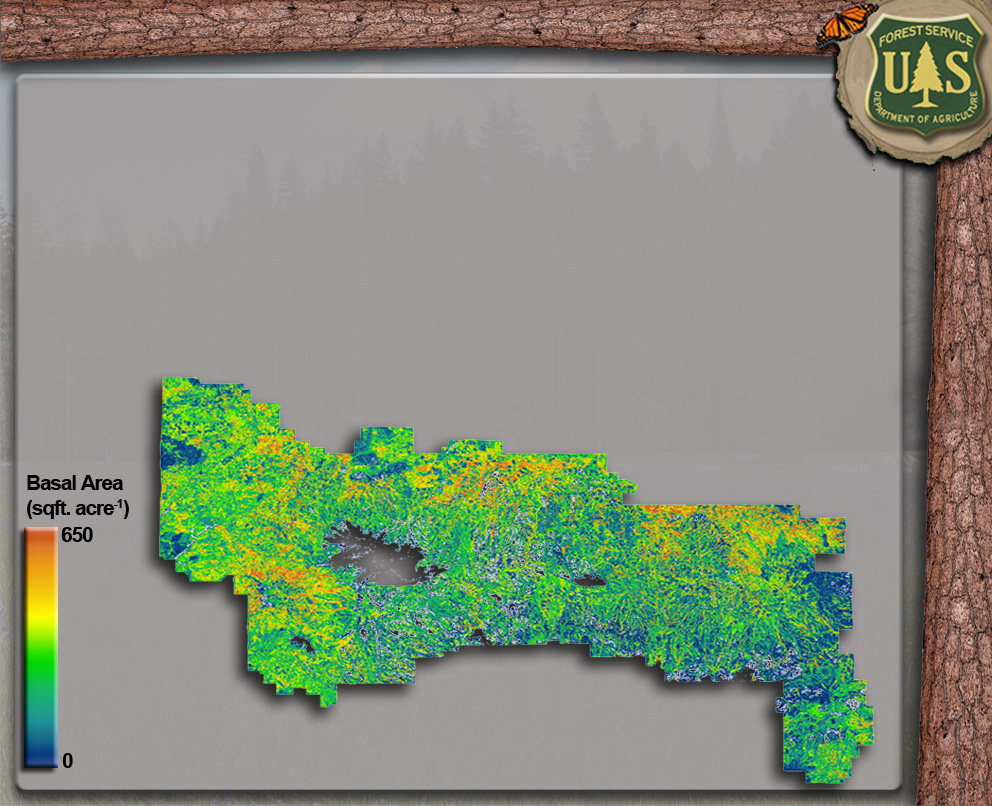 FOREST SERVICE
U S
DEPARTMENT OF AGRICULTURE
Basal Area
(sqft. acre⁻¹)
650
0